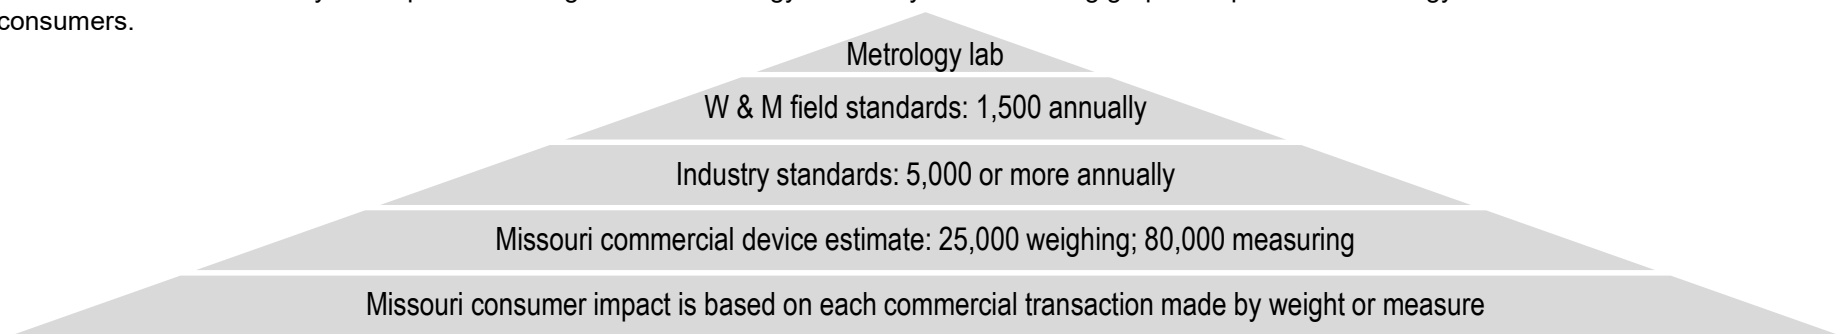 consumers.
Metrology lab
W & M field standards: 1,500 annually
Industry standards: 5,000 or more annually
Missouri commercial device estimate: 25,000 weighing; 80,000 measuring
Missouri consumer impact is based on each commercial transaction made by weight or measure